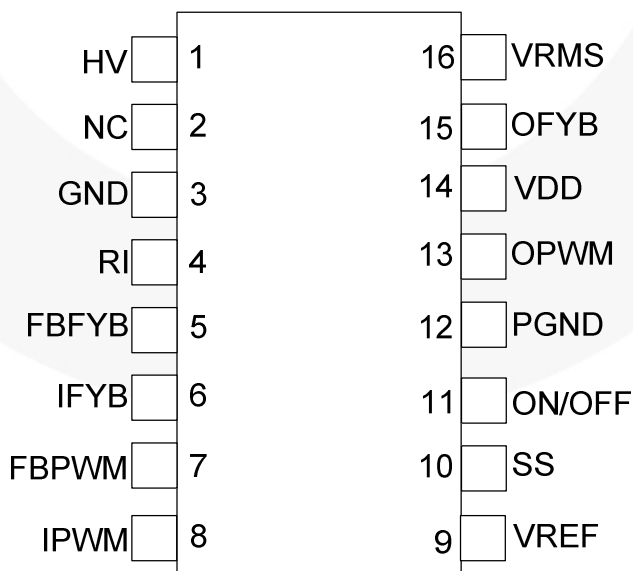 HV 1 16 VRMS
NC 2 15 OFYB
GND 3 14 VDD
RI 4 13 OPWM
FBFYB 5 12 PGND
IFYB 6 11 ON/OFF
FBPWM 7 10 SS
IPWM 8 9 VREF